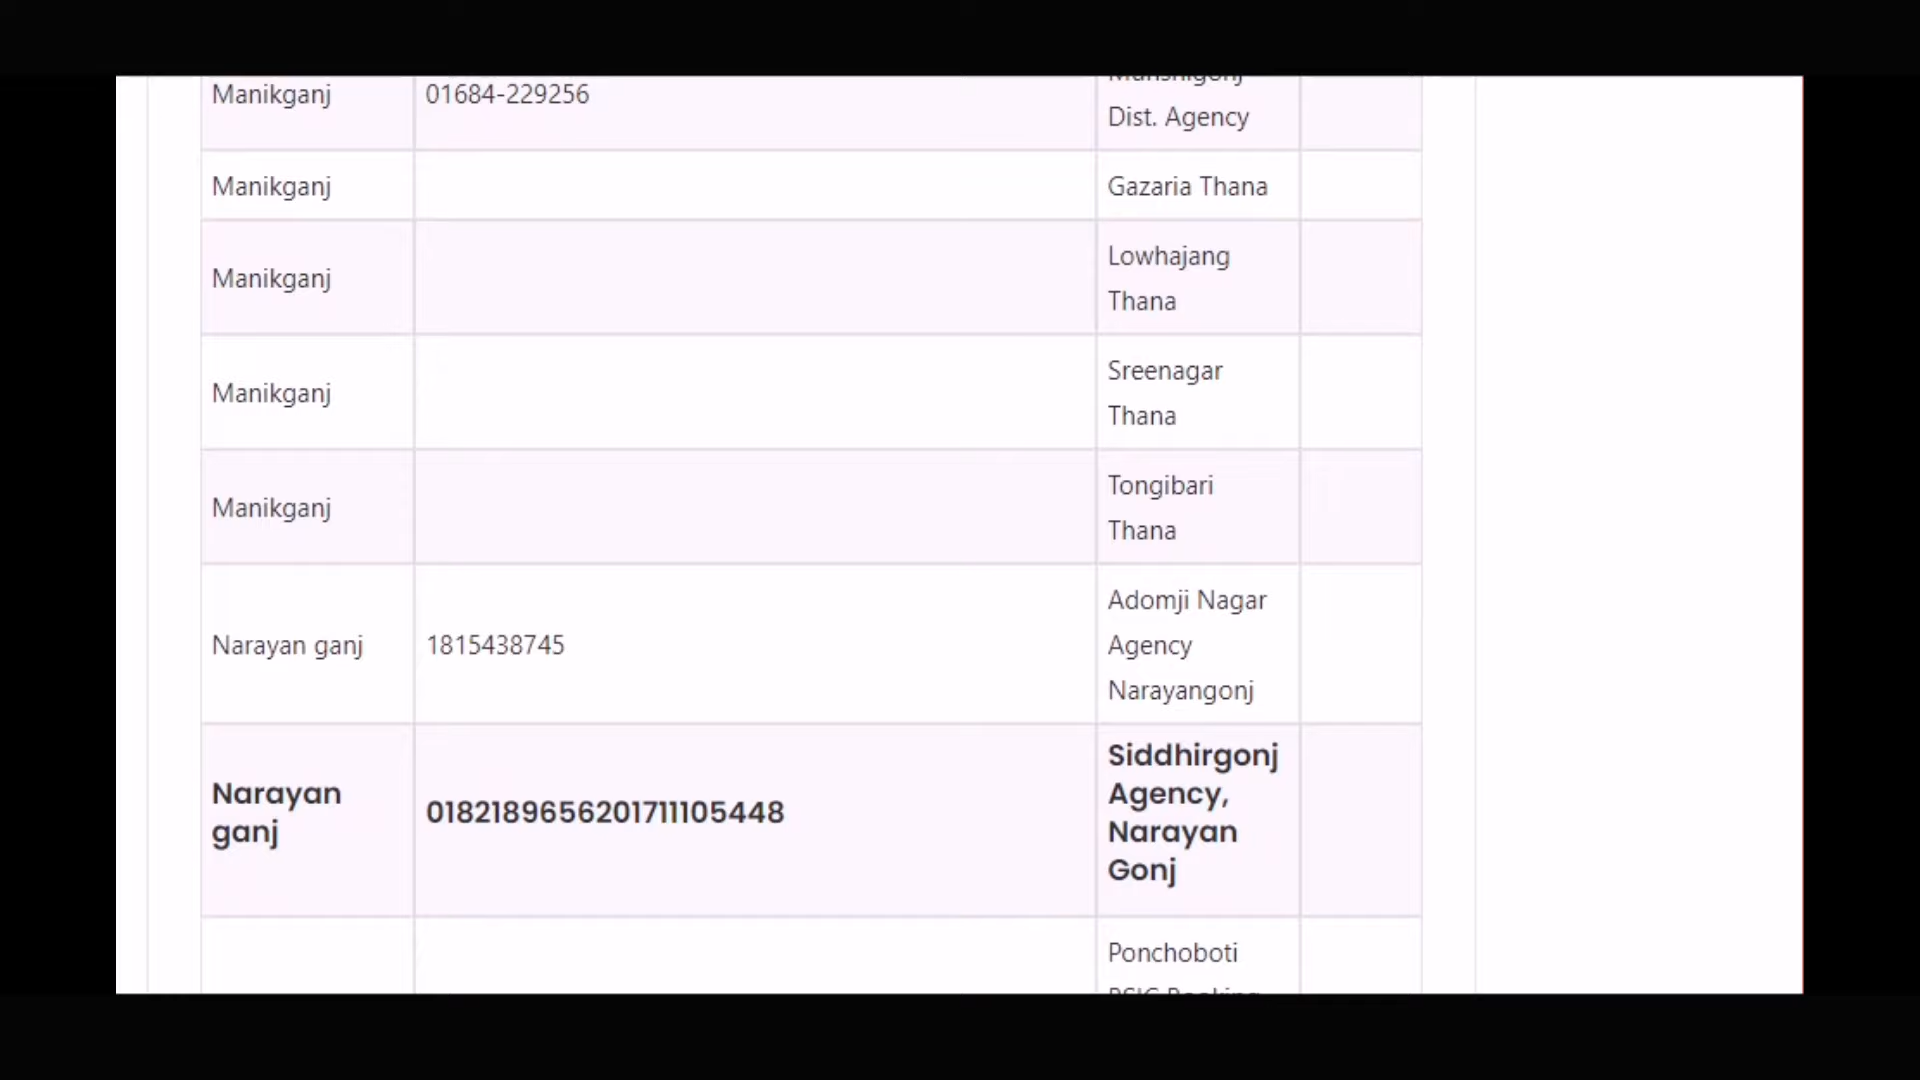 Manikganj 01684-229256
Dist. Agency
Manikganj Gazaria Thana
Manikganj Lowhajang
Thana
Manikganj Sreenagar
Thana
Manikganj Tongibari
Thana
Narayan ganj 1815438745 Adomji Nagar
Agency
Narayangonj
Narayan
ganj
0182189656201711105448
Siddhirgonj
Agency,
Narayan
Gonj
Ponchoboti